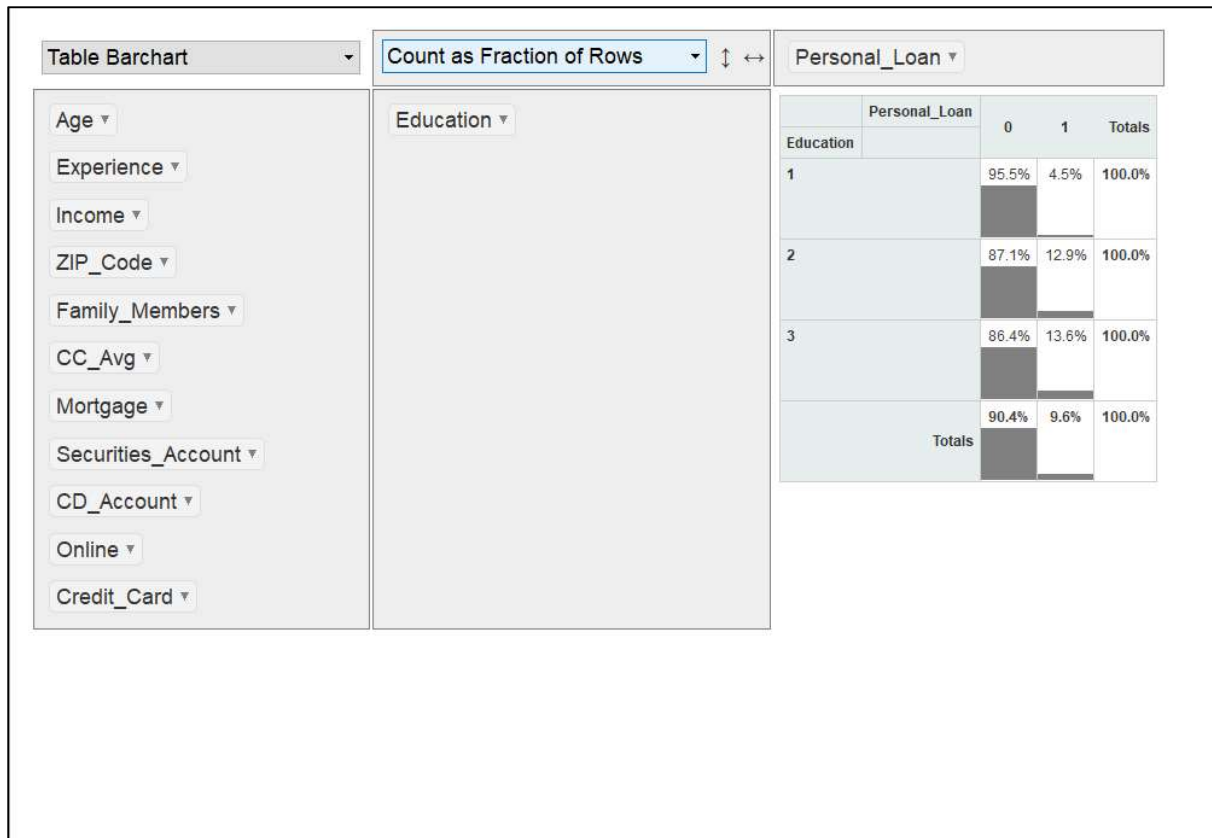 Table Barchart
Count as Fraction of Rows ↕ ↔
Personal_Loan
Age
Experience
Income
ZIP_Code
Family_Members
CC_Avg
Mortgage
Securities_Account
CD_Account
Online
Credit_Card
Education
Personal_Loan 0 1 Totals
Education
1 95.5% 4.5% 100.0%
2 87.1% 12.9% 100.0%
3 86.4% 13.6% 100.0%
Totals 90.4% 9.6% 100.0%